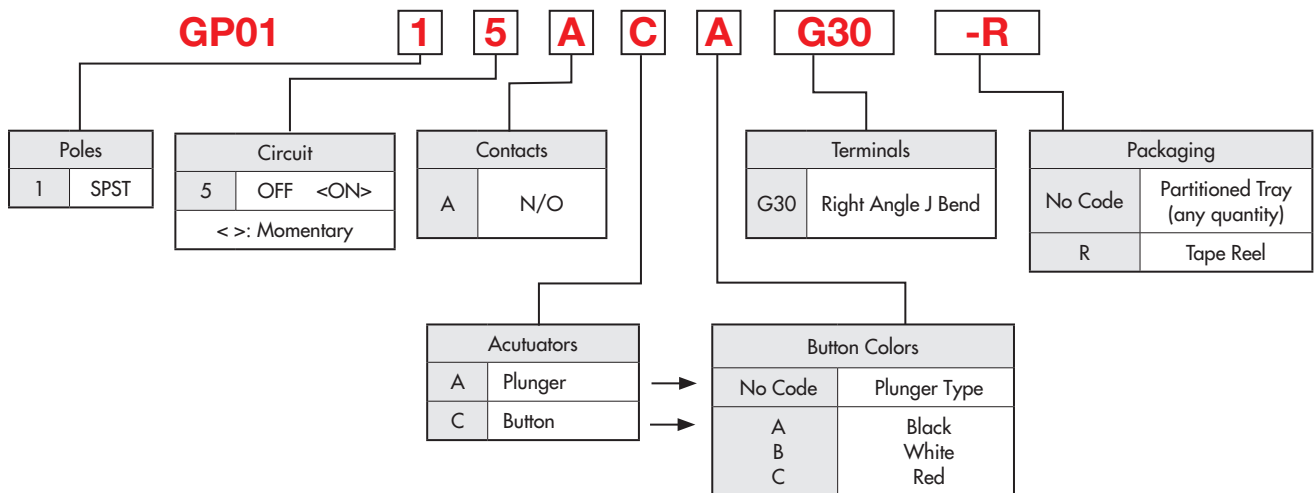 GP01 1 5 A C A G30 -R
Poles
1 SPST
Circuit
5 OFF <ON>
< >: Momentary
Contacts
A N/O
Terminals
G30 Right Angle J Bend
Packaging
No Code Partitioned Tray
(any quantity)
R Tape Reel
Acutuators
A Plunger
C Button
Button Colors
No Code Plunger Type
A Black
B White
C Red